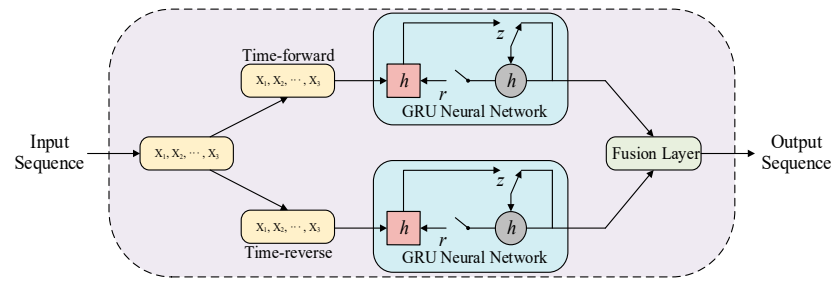 Time-forward
X₁, X₂, ···, X₃
z
h
r
h
GRU Neural Network
Input
Sequence
X₁, X₂, ···, X₃
Fusion Layer
Output
Sequence
X₁, X₂, ···, X₃
Time-reverse
z
h
r
h
GRU Neural Network